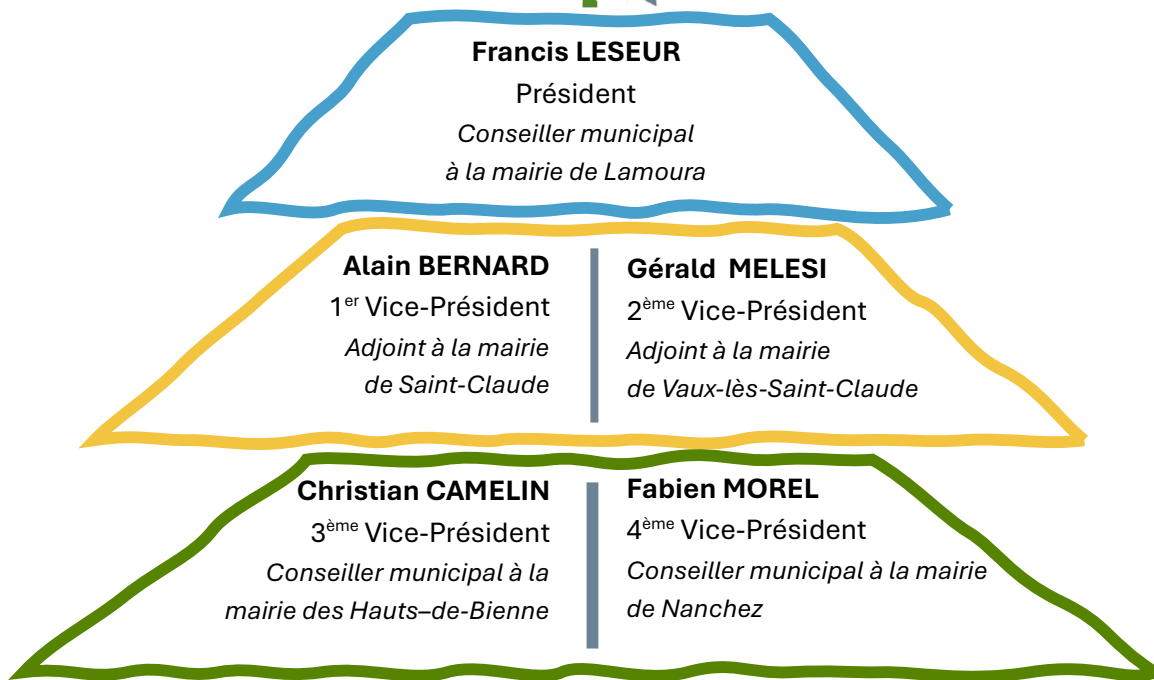 Francis LESEUR
Président
Conseiller municipal
à la mairie de Lamoura
Alain BERNARD
1er Vice-Président
Adjoint à la mairie
de Saint-Claude
Gérald MELESI
2ème Vice-Président
Adjoint à la mairie
de Vaux-lès-Saint-Claude
Christian CAMELIN
3ème Vice-Président
Conseiller municipal à la
mairie des Hauts–de-Bienne
Fabien MOREL
4ème Vice-Président
Conseiller municipal à la mairie
de Nanchez